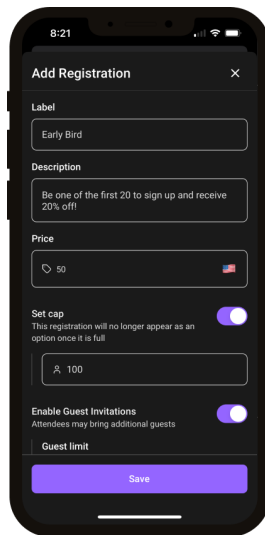 8:21
Add Registration
Label
Early Bird
Description
Be one of the first 20 to sign up and receive
20% off!
Price
50
Set cap
This registration will no longer appear as an
option once it is full
100
Enable Guest Invitations
Attendees may bring additional guests
Guest limit
Save